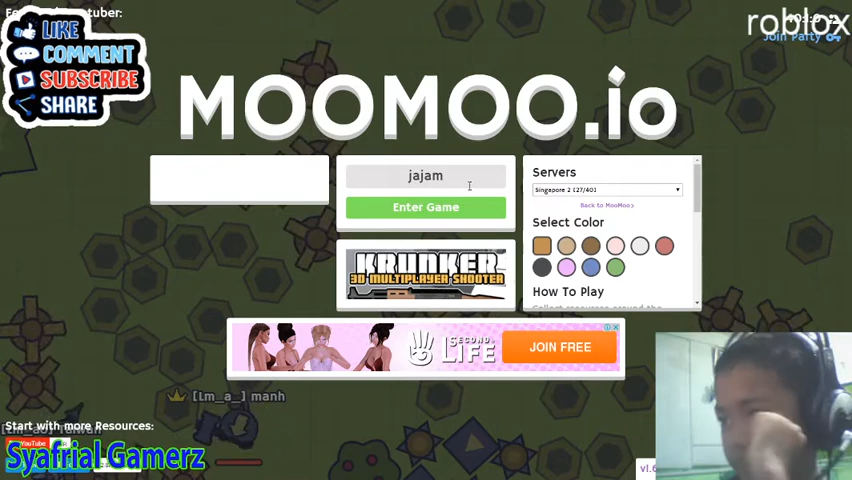 roblox
LIKE
COMMENT
SUBSCRIBE
SHARE
Join Party
MOOMOO.io
jajam
Enter Game
Servers
Singapore 2 [27/40]
Back to MooMoo
Select Color
How To Play
KRUNKER
3D MULTIPLAYER SHOOTER
SECOND
LIFE
JOIN FREE
[Lm_a_] manh
Start with more Resources:
YouTube
Syafrial Gamerz